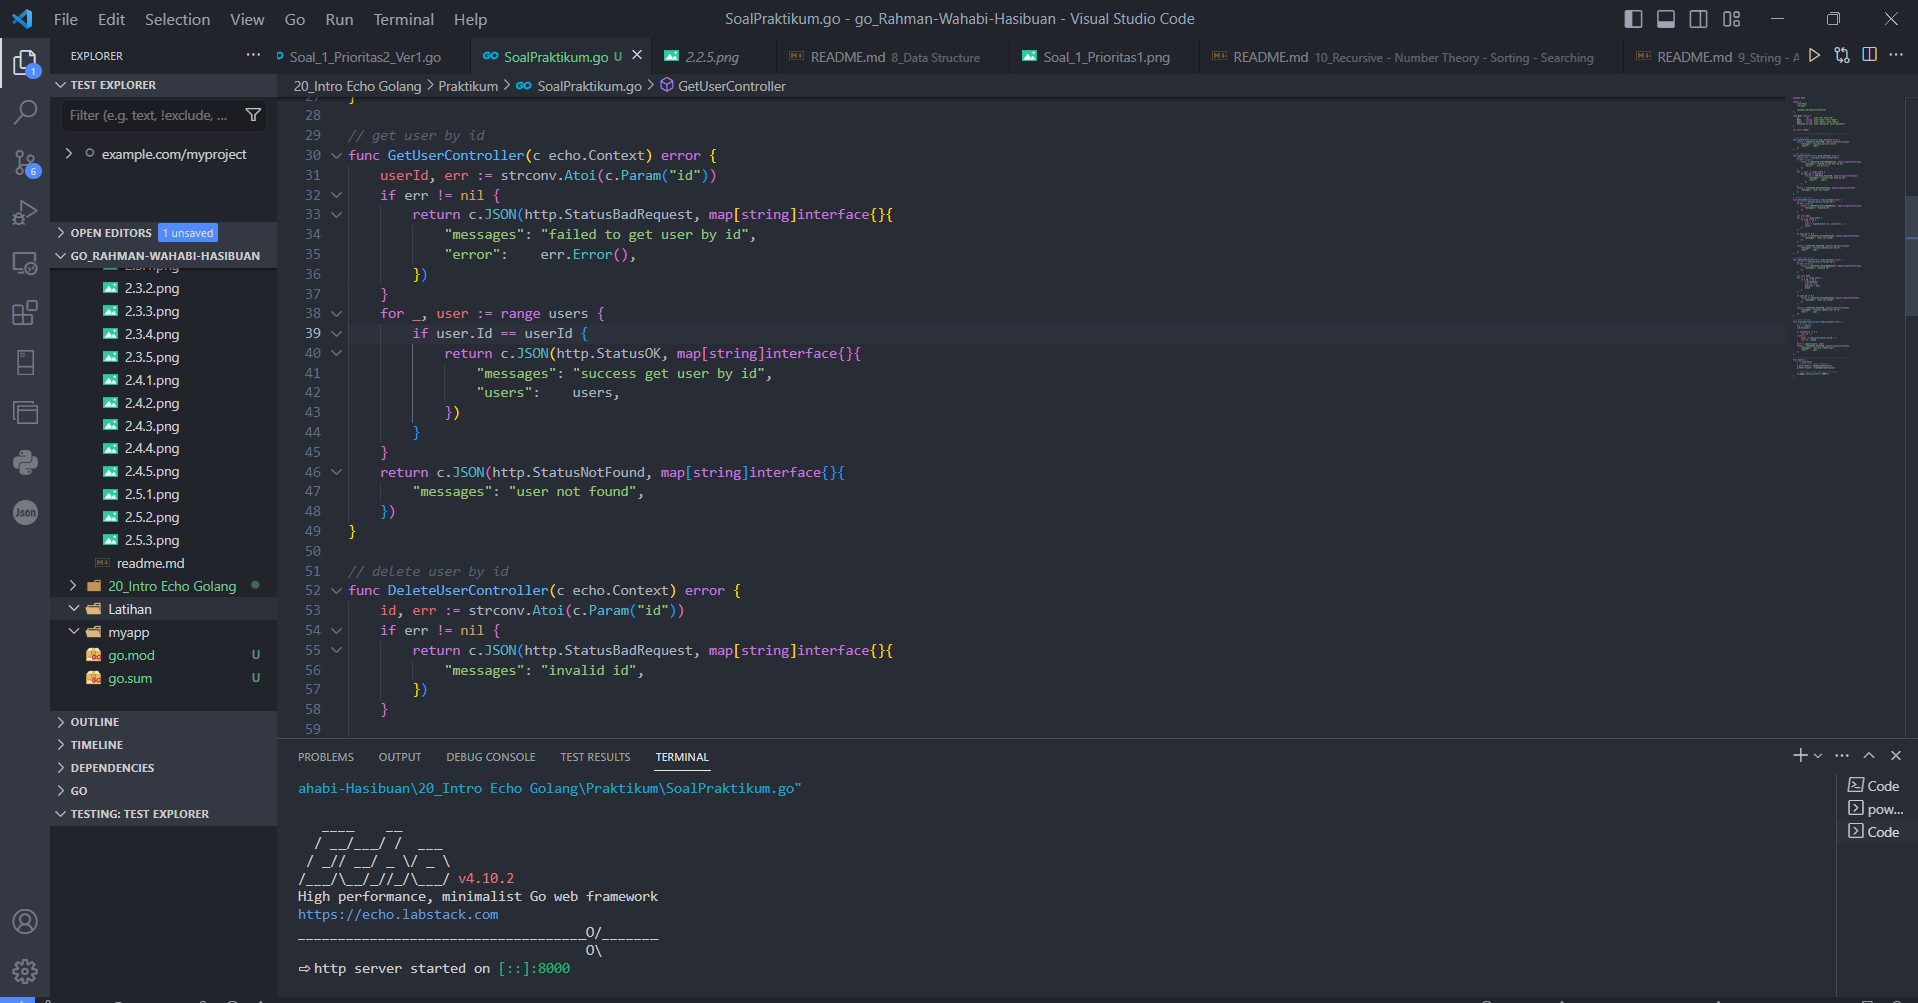 File Edit Selection View Go Run Terminal Help
SoalPraktikum.go - go_Rahman-Wahabi-Hasibuan - Visual Studio Code
EXPLORER
Soal_1_Prioritas2_Ver1.go
SoalPraktikum.go U
2.2.5.png
README.md 8_Data Structure
Soal_1_Prioritas1.png
README.md 10_Recursive - Number Theory - Sorting - Searching
README.md 9_String - A
20_Intro Echo Golang > Praktikum > SoalPraktikum.go > GetUserController
1
6
Json
TEST EXPLORER
Filter (e.g. text, !exclude, ...
example.com/myproject
OPEN EDITORS 1 unsaved
GO_RAHMAN-WAHABI-HASIBUAN
2.3.1.png
2.3.2.png
2.3.3.png
2.3.4.png
2.3.5.png
2.4.1.png
2.4.2.png
2.4.3.png
2.4.4.png
2.4.5.png
2.5.1.png
2.5.2.png
2.5.3.png
readme.md
20_Intro Echo Golang
Latihan
myapp
go.mod U
go.sum U
OUTLINE
TIMELINE
DEPENDENCIES
GO
TESTING: TEST EXPLORER
27 }
28
29 // get user by id
30 func GetUserController(c echo.Context) error {
31 userId, err := strconv.Atoi(c.Param("id"))
32 if err != nil {
33 return c.JSON(http.StatusBadRequest, map[string]interface{}{
34 "messages": "failed to get user by id",
35 "error":    err.Error(),
36 })
37 }
38 for _, user := range users {
39 if user.Id == userId {
40 return c.JSON(http.StatusOK, map[string]interface{}{
41 "messages": "success get user by id",
42 "users":    users,
43 })
44 }
45 }
46 return c.JSON(http.StatusNotFound, map[string]interface{}{
47 "messages": "user not found",
48 })
49 }
50
51 // delete user by id
52 func DeleteUserController(c echo.Context) error {
53 id, err := strconv.Atoi(c.Param("id"))
54 if err != nil {
55 return c.JSON(http.StatusBadRequest, map[string]interface{}{
56 "messages": "invalid id",
57 })
58 }
59
PROBLEMS OUTPUT DEBUG CONSOLE TEST RESULTS TERMINAL
ahabi-Hasibuan\20_Intro Echo Golang\Praktikum\SoalPraktikum.go"
   ____    __
  / __/___/ /  ___
 / _// __/ _ \/ _ \
/___/\__/_//_/\___/ v4.10.2
High performance, minimalist Go web framework
https://echo.labstack.com
____________________________________O/_______
                                    O\
⇨ http server started on [::]:8000
Code
pow...
Code